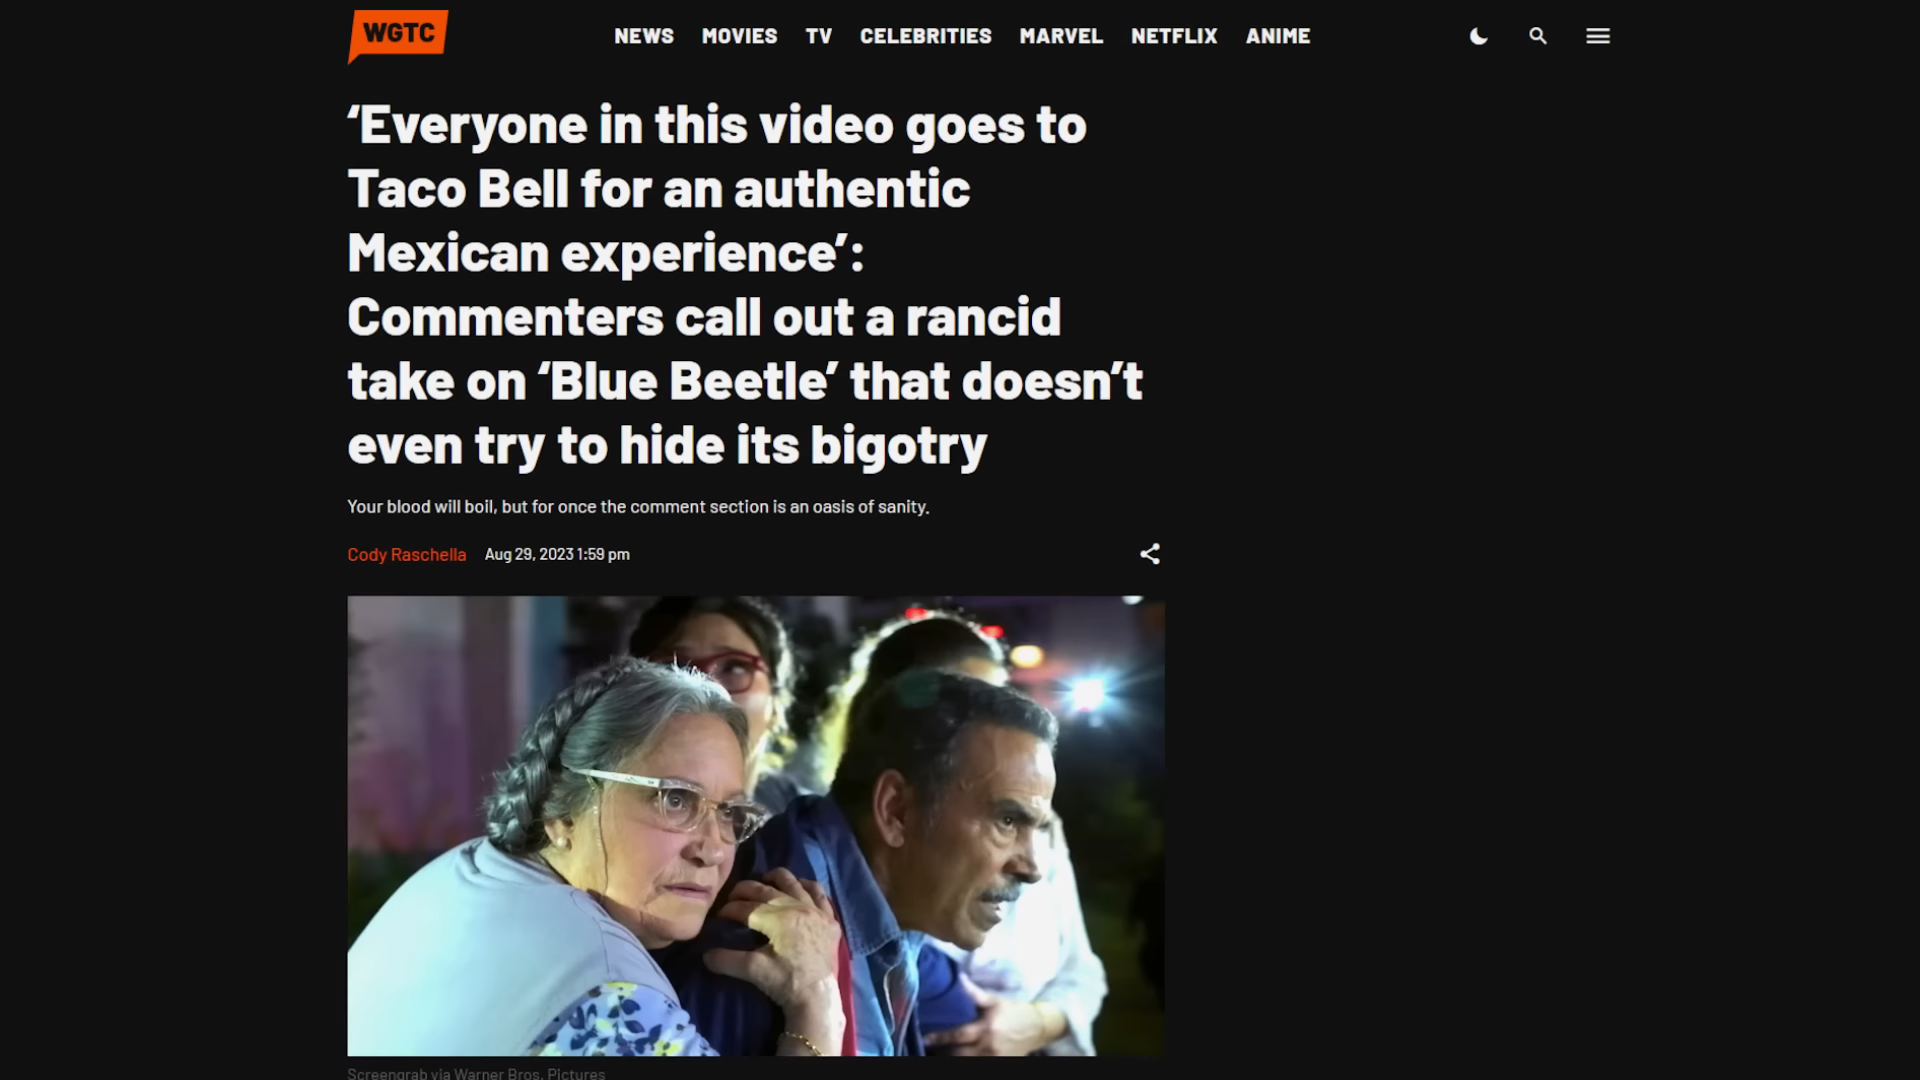 WGTC
NEWS MOVIES TV CELEBRITIES MARVEL NETFLIX ANIME
‘Everyone in this video goes to
Taco Bell for an authentic
Mexican experience’:
Commenters call out a rancid
take on ‘Blue Beetle’ that doesn’t
even try to hide its bigotry
Your blood will boil, but for once the comment section is an oasis of sanity.
Cody Raschella Aug 29, 2023 1:59 pm
Screengrab via Warner Bros. Pictures